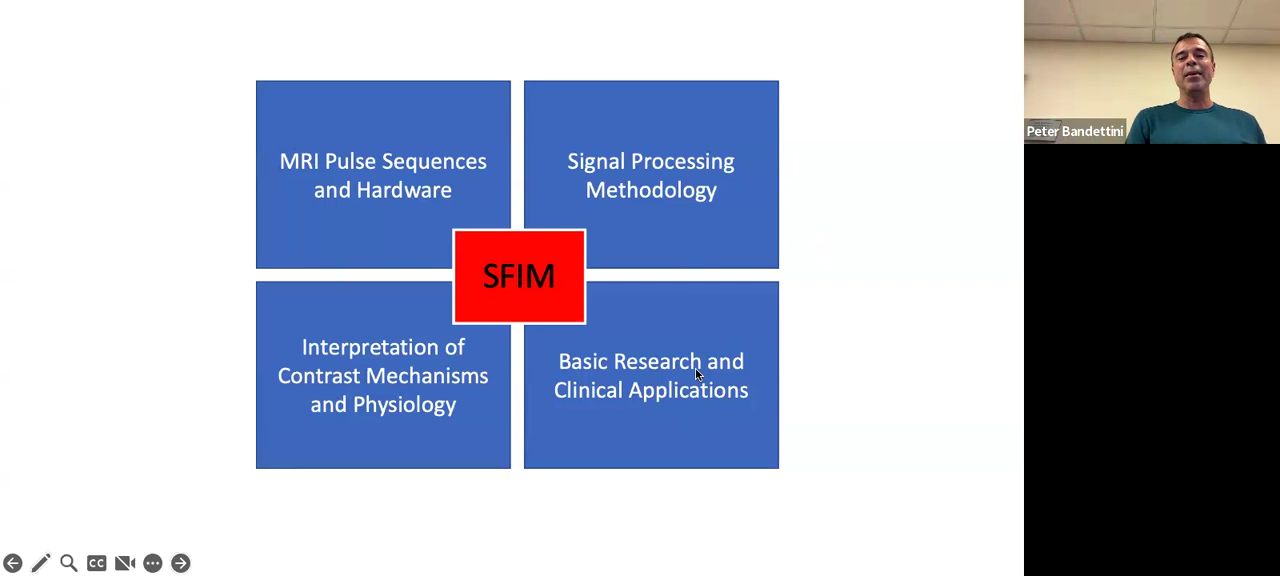 MRI Pulse Sequences
and Hardware
Signal Processing
Methodology
SFIM
Interpretation of
Contrast Mechanisms
and Physiology
Basic Research and
Clinical Applications
Peter Bandettini
CC